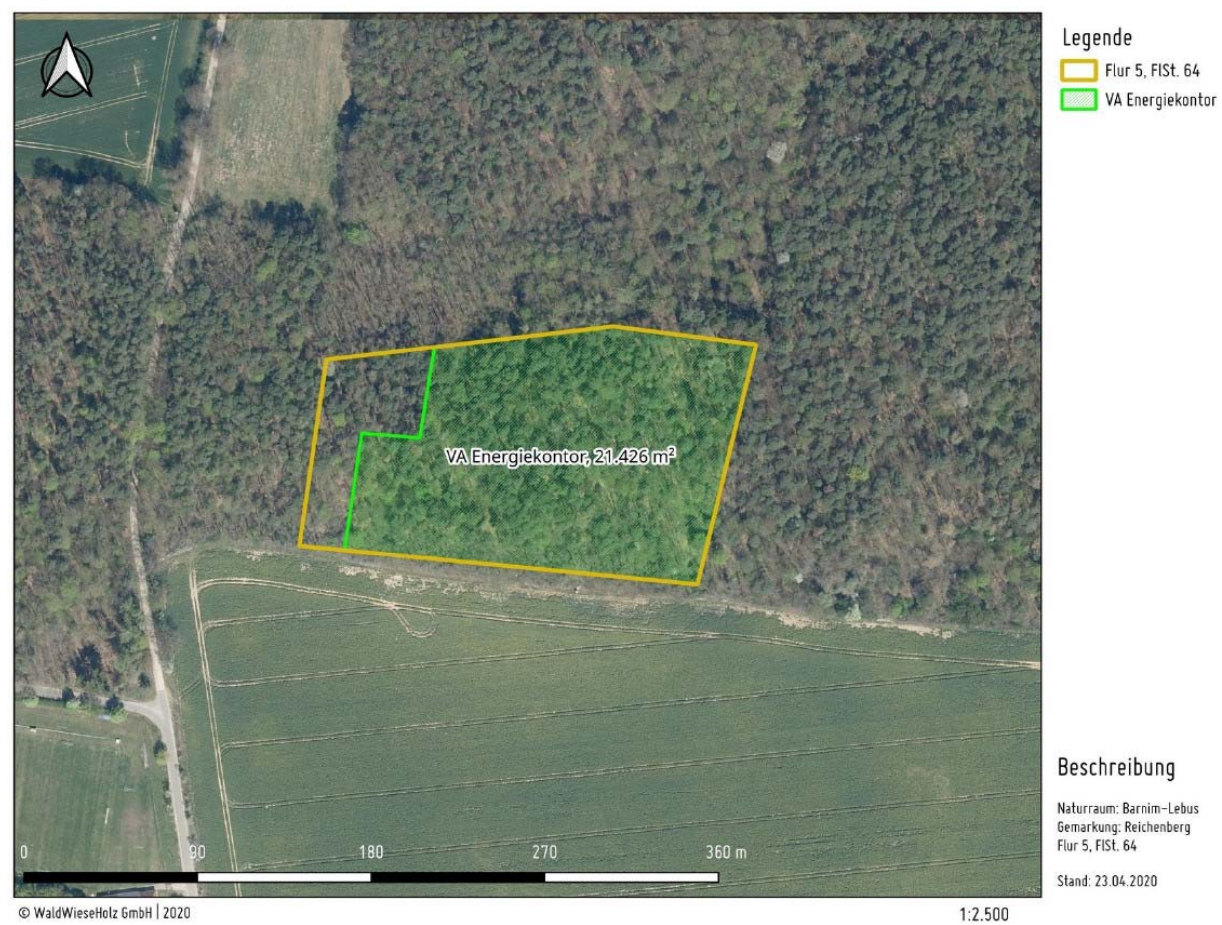 Legende
Flur 5, FlSt. 64
VA Energiekontor
VA Energiekontor, 21.426 m²
Beschreibung
Naturraum: Barnim-Lebus
Gemarkung: Reichenberg
Flur 5, FlSt. 64
Stand: 23.04.2020
0 90 180 270 360 m
© WaldWieseHolz GmbH | 2020
1:2.500